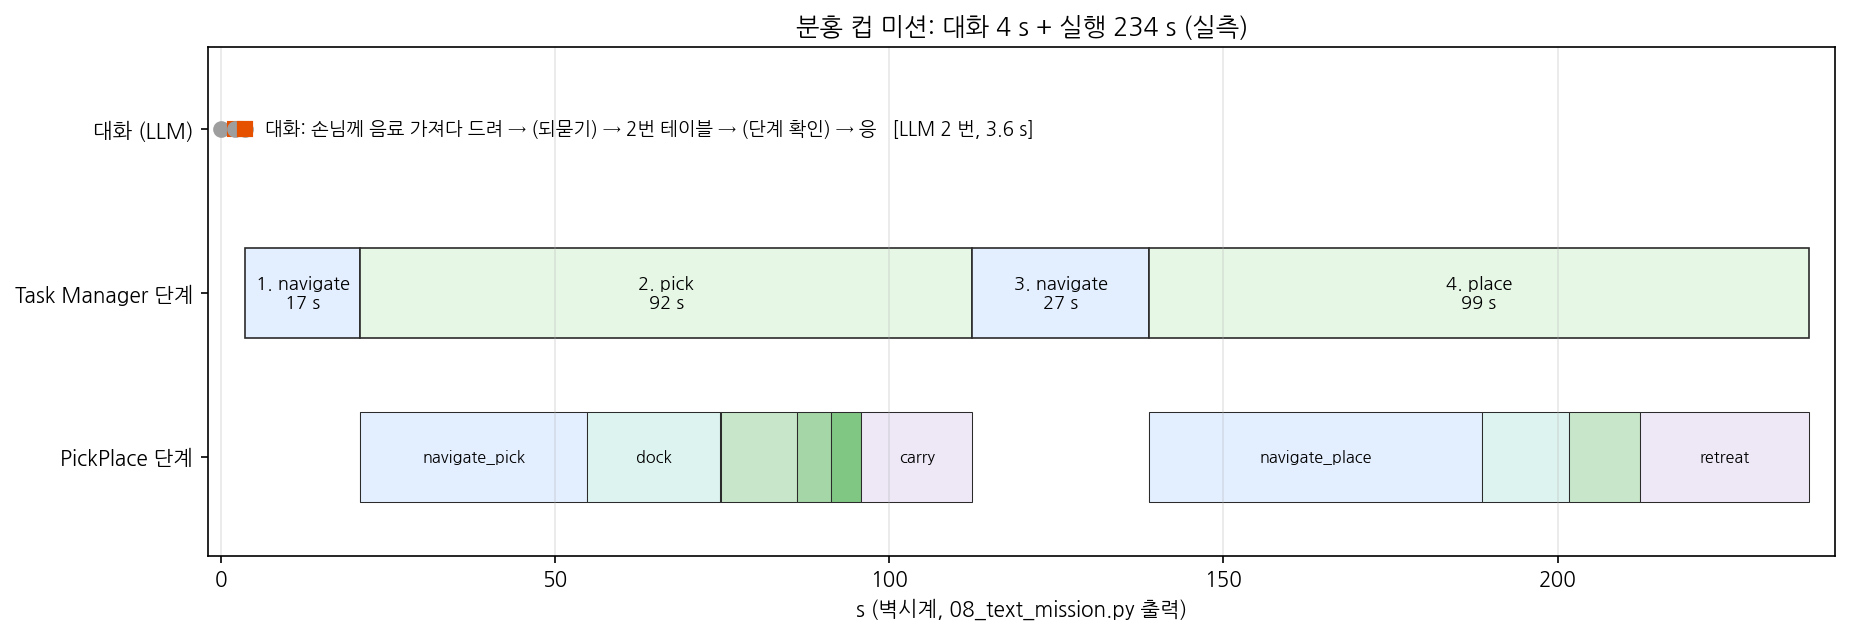 분홍 컵 미션: 대화 4 s + 실행 234 s (실측)
대화 (LLM)
대화: 손님께 음료 가져다 드려 → (되묻기) → 2번 테이블 → (단계 확인) → 응   [LLM 2 번, 3.6 s]
Task Manager 단계
1. navigate
17 s
2. pick
92 s
3. navigate
27 s
4. place
99 s
PickPlace 단계
navigate_pick
dock
carry
navigate_place
retreat
0
50
100
150
200
s (벽시계, 08_text_mission.py 출력)